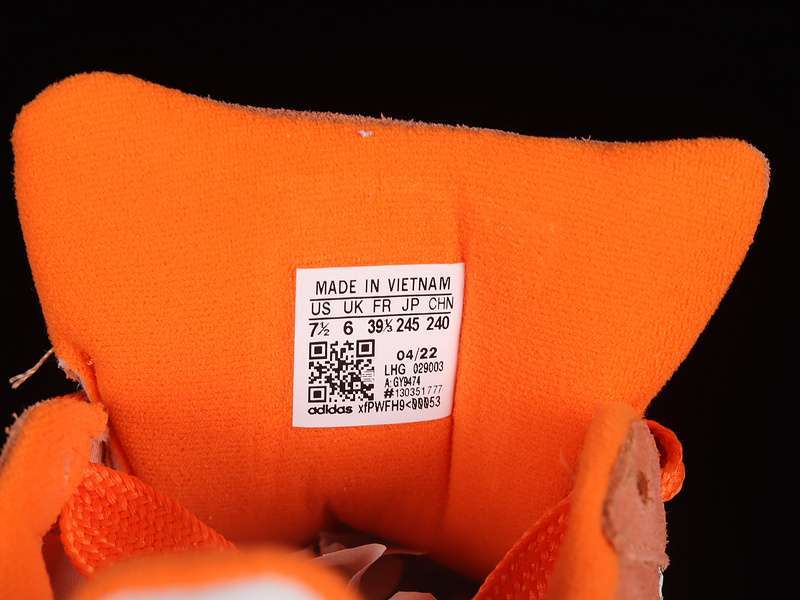 MADE IN VIETNAM
US UK FR JP CHN
7½ 6 39⅓ 245 240
04/22
LHG 029003
A: GY9474
#130351777
adidas xfPWFH9<00053